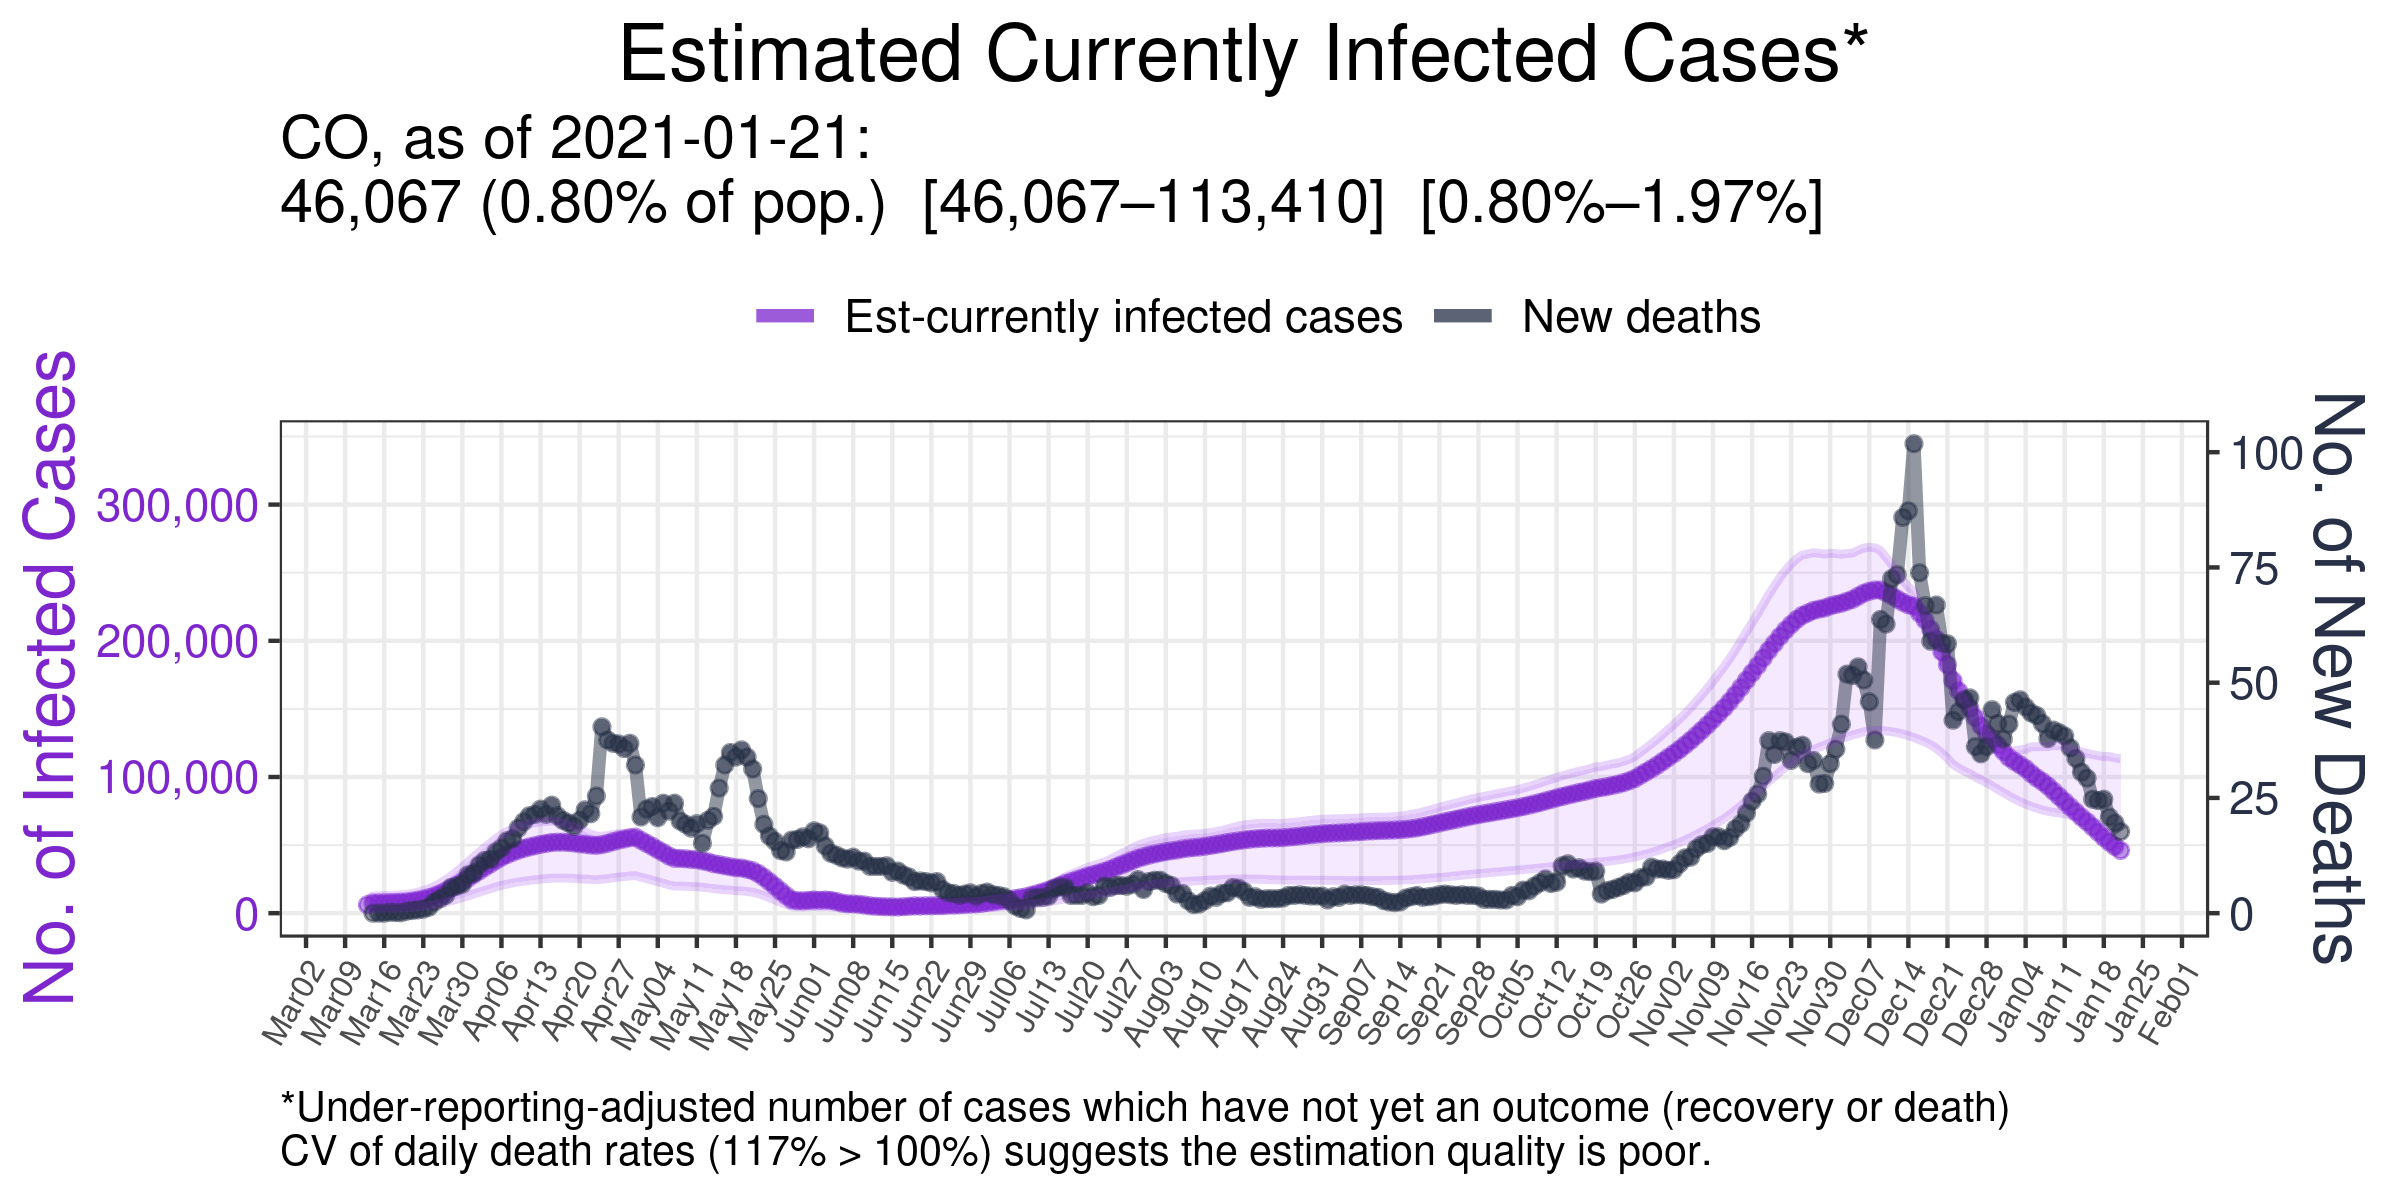 Estimated Currently Infected Cases*
CO, as of 2021-01-21:
46,067 (0.80% of pop.)  [46,067–113,410]  [0.80%–1.97%]
Est-currently infected cases
New deaths
No. of Infected Cases
300,000
200,000
100,000
0
No. of New Deaths
100
75
50
25
0
Mar02
Mar09
Mar16
Mar23
Mar30
Apr06
Apr13
Apr20
Apr27
May04
May11
May18
May25
Jun01
Jun08
Jun15
Jun22
Jun29
Jul06
Jul13
Jul20
Jul27
Aug03
Aug10
Aug17
Aug24
Aug31
Sep07
Sep14
Sep21
Sep28
Oct05
Oct12
Oct19
Oct26
Nov02
Nov09
Nov16
Nov23
Nov30
Dec07
Dec14
Dec21
Dec28
Jan04
Jan11
Jan18
Jan25
Feb01
*Under-reporting-adjusted number of cases which have not yet an outcome (recovery or death)
CV of daily death rates (117% > 100%) suggests the estimation quality is poor.